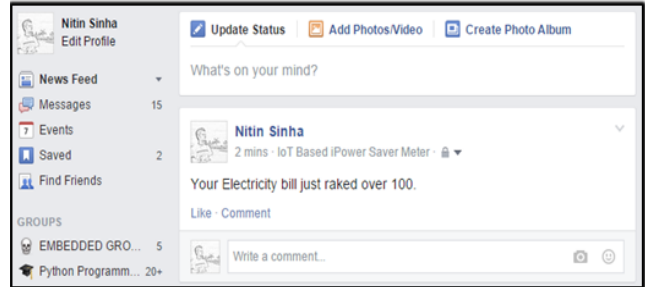 Nitin Sinha
Edit Profile
News Feed
Messages 15
7 Events
Saved 2
Find Friends
GROUPS
EMBEDDED GRO... 5
Python Programm... 20+
Update Status Add Photos/Video Create Photo Album
What's on your mind?
Nitin Sinha
2 mins · IoT Based iPower Saver Meter ·
Your Electricity bill just raked over 100.
Like · Comment
Write a comment...